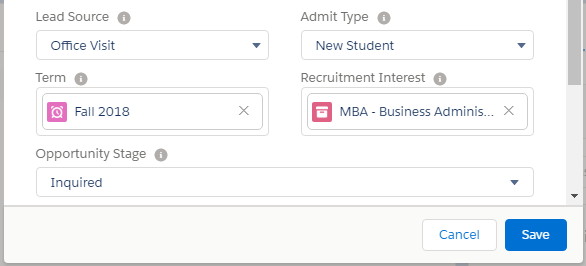 Lead Source
Admit Type
Office Visit
New Student
Term
Recruitment Interest
Fall 2018
MBA - Business Adminis...
Opportunity Stage
Inquired
Cancel
Save